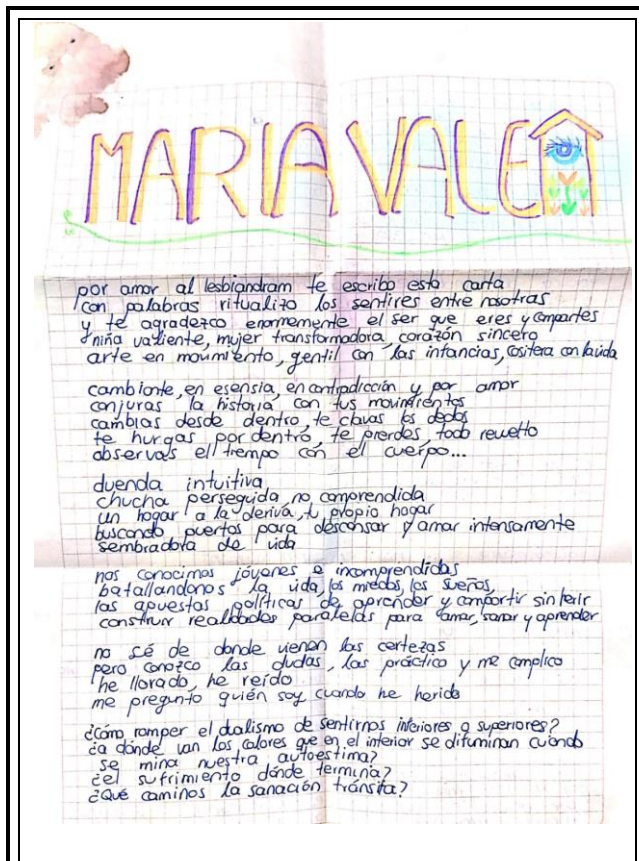 MARIA VALE
por amor al lesbiandram te escribo esta carta
con palabras ritualizo los sentires entre nosotras
y te agradezco enormemente el ser que eres y compartes
niña valiente, mujer transformadora, corazón sincero
arte en movimiento, gentil con las infancias, cositera con la vida
cambiante, en esensia, en contradicción y por amor
conjuras la historia con tus movimientos
cambias desde dentro, te clavas los dedos
te hurgas por dentro, te pierdes, todo revuelto
observas el tiempo con el cuerpo...
duenda intuitiva
chucha perseguida, no comprendida
un hogar a la deriva, tu propio hogar
buscando puertos para descansar y amar intensamente
sembradora de vida
nos conocimos jóvenes e incomprendidas
batallandonos la vida, los miedos, los sueños,
las apuestas políticas de aprender y compartir sin herir
construir realidades paralelas para amar, sanar y aprender
no sé de donde vienen las certezas
pero conozco las dudas, las práctico y me complico
he llorado, he reído
me pregunto quién soy cuando he herido
¿cómo romper el dualismo de sentirnos inferiores o superiores?
¿a dónde van los colores que en el interior se difuminan cuando
se mina nuestra autoestima?
¿el sufrimiento dónde termina?
¿Qué caminos la sanación tránsita?